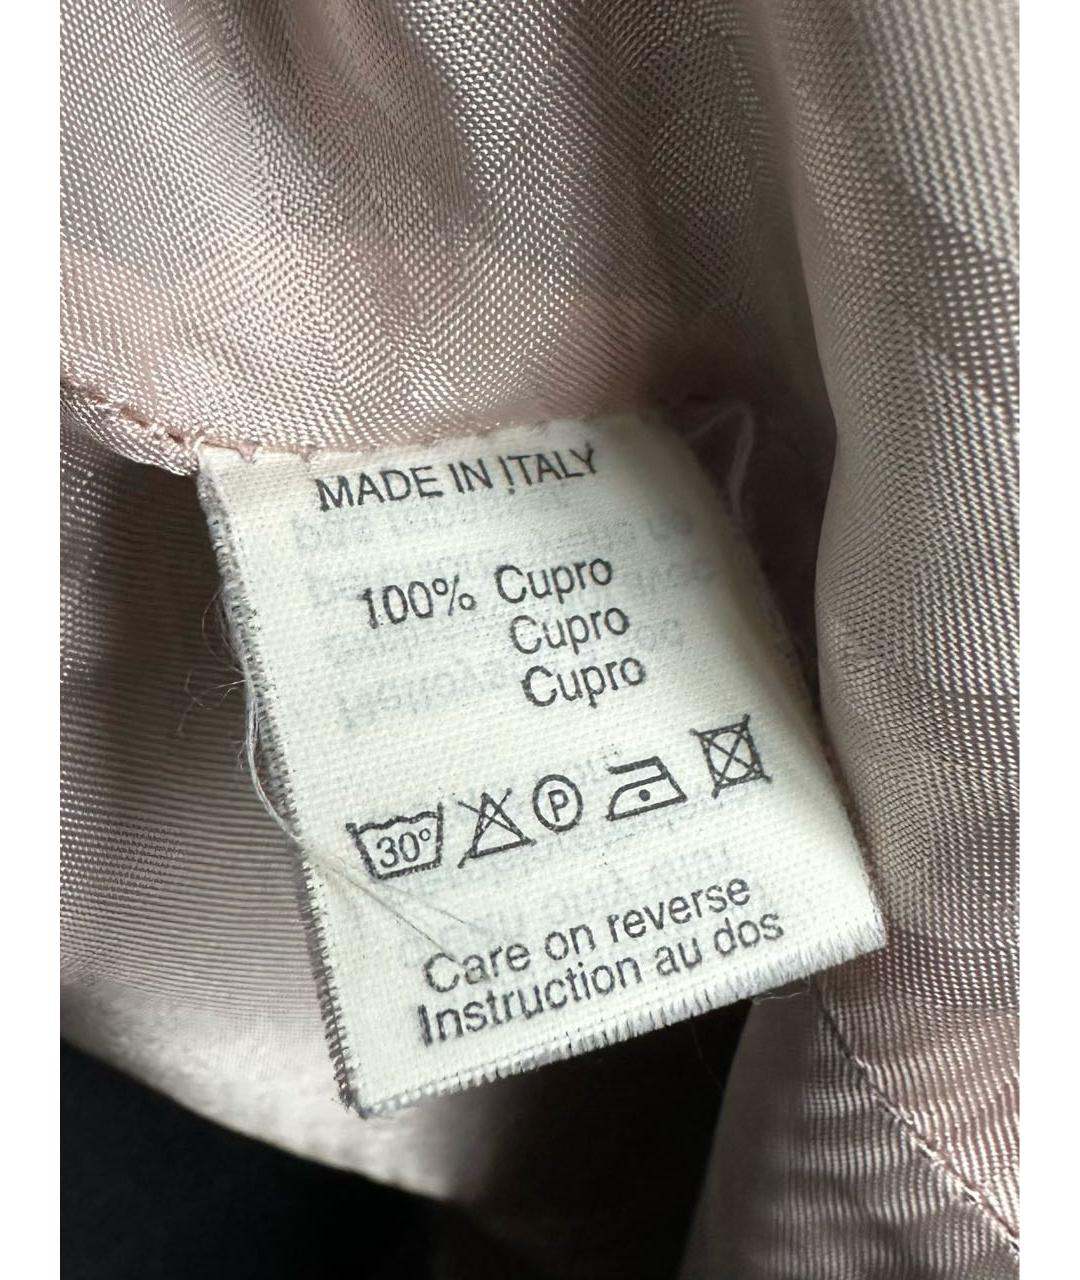 MADE IN ITALY
100% Cupro
Cupro
Cupro
30°
P
Care on reverse
Instruction au dos